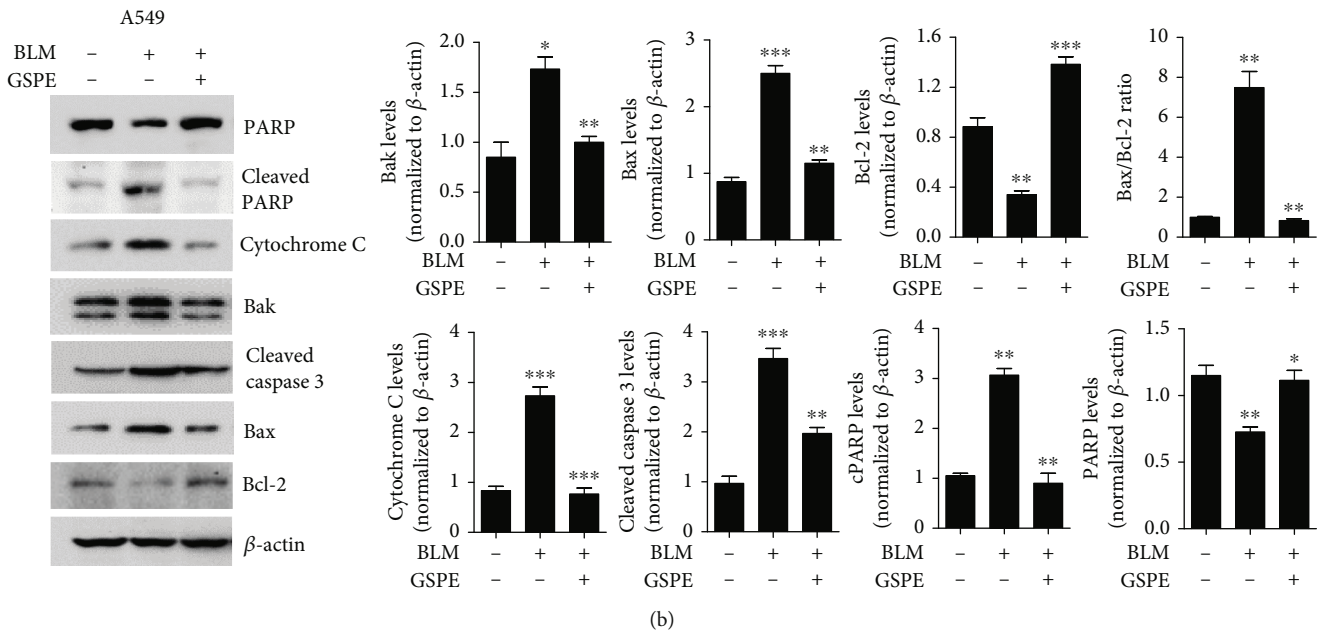 A549
BLM – + +
GSPE – – +
PARP
Cleaved
PARP
Cytochrome C
Bak
Cleaved
caspase 3
Bax
Bcl-2
β-actin
Bak levels
(normalized to β-actin)
2.0
1.5
1.0
0.5
0.0
*
**
BLM – + +
GSPE – – +
Bax levels
(normalized to β-actin)
3
2
1
0
***
**
BLM – + +
GSPE – – +
Bcl-2 levels
(normalized to β-actin)
1.6
1.2
0.8
0.4
0.0
**
***
BLM – + +
GSPE – – +
Bax/Bcl-2 ratio
10
8
6
4
2
0
**
**
BLM – + +
GSPE – – +
Cytochrome C levels
(normalized to β-actin)
4
3
2
1
0
***
***
BLM – + +
GSPE – – +
Cleaved caspase 3 levels
(normalized to β-actin)
4
3
2
1
0
***
**
BLM – + +
GSPE – – +
cPARP levels
(normalized to β-actin)
4
3
2
1
0
**
**
BLM – + +
GSPE – – +
PARP levels
(normalized to β-actin)
1.5
1.0
0.5
0.0
**
*
BLM – + +
GSPE – – +
(b)